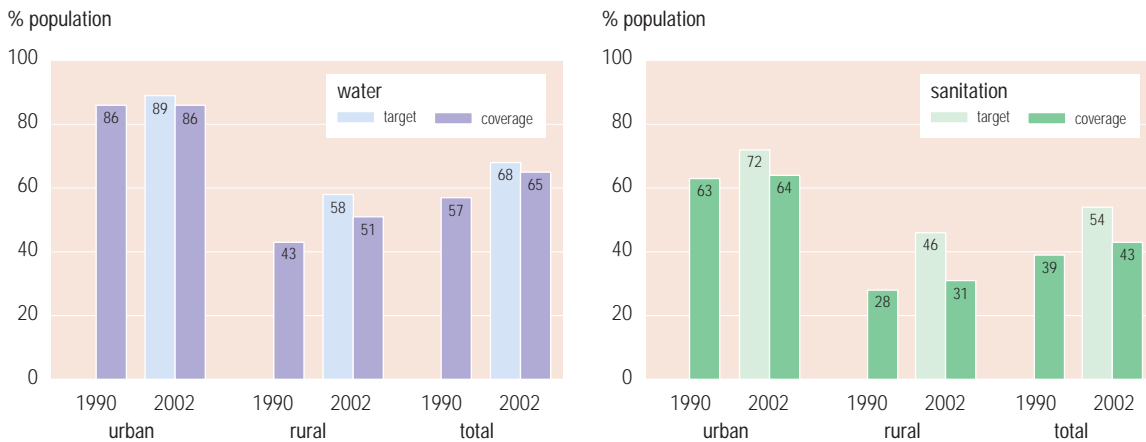 % population
100
80
60
40
20
0
water
target coverage
86 89 86
43 58 51
57 68 65
1990 2002 1990 2002 1990 2002
urban rural total
% population
100
80
60
40
20
0
sanitation
target coverage
63 72 64
28 46 31
39 54 43
1990 2002 1990 2002 1990 2002
urban rural total